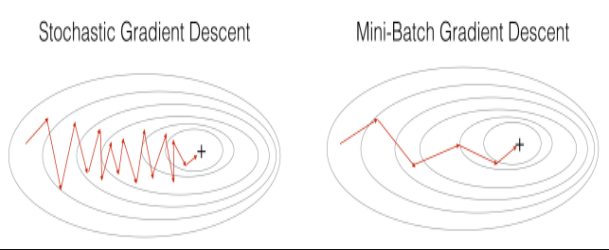 Stochastic Gradient Descent
Mini-Batch Gradient Descent